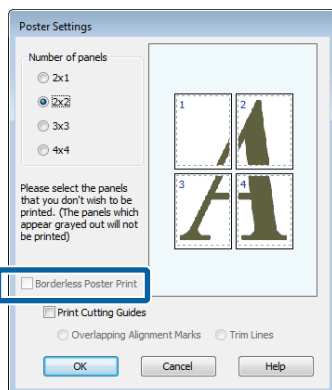 Poster Settings
Number of panels
2x1
2x2
3x3
4x4
Please select the panels
that you don't wish to be
printed. (The panels which
appear grayed out will not
be printed)
1
2
3
4
Borderless Poster Print
Print Cutting Guides
Overlapping Alignment Marks
Trim Lines
OK
Cancel
Help